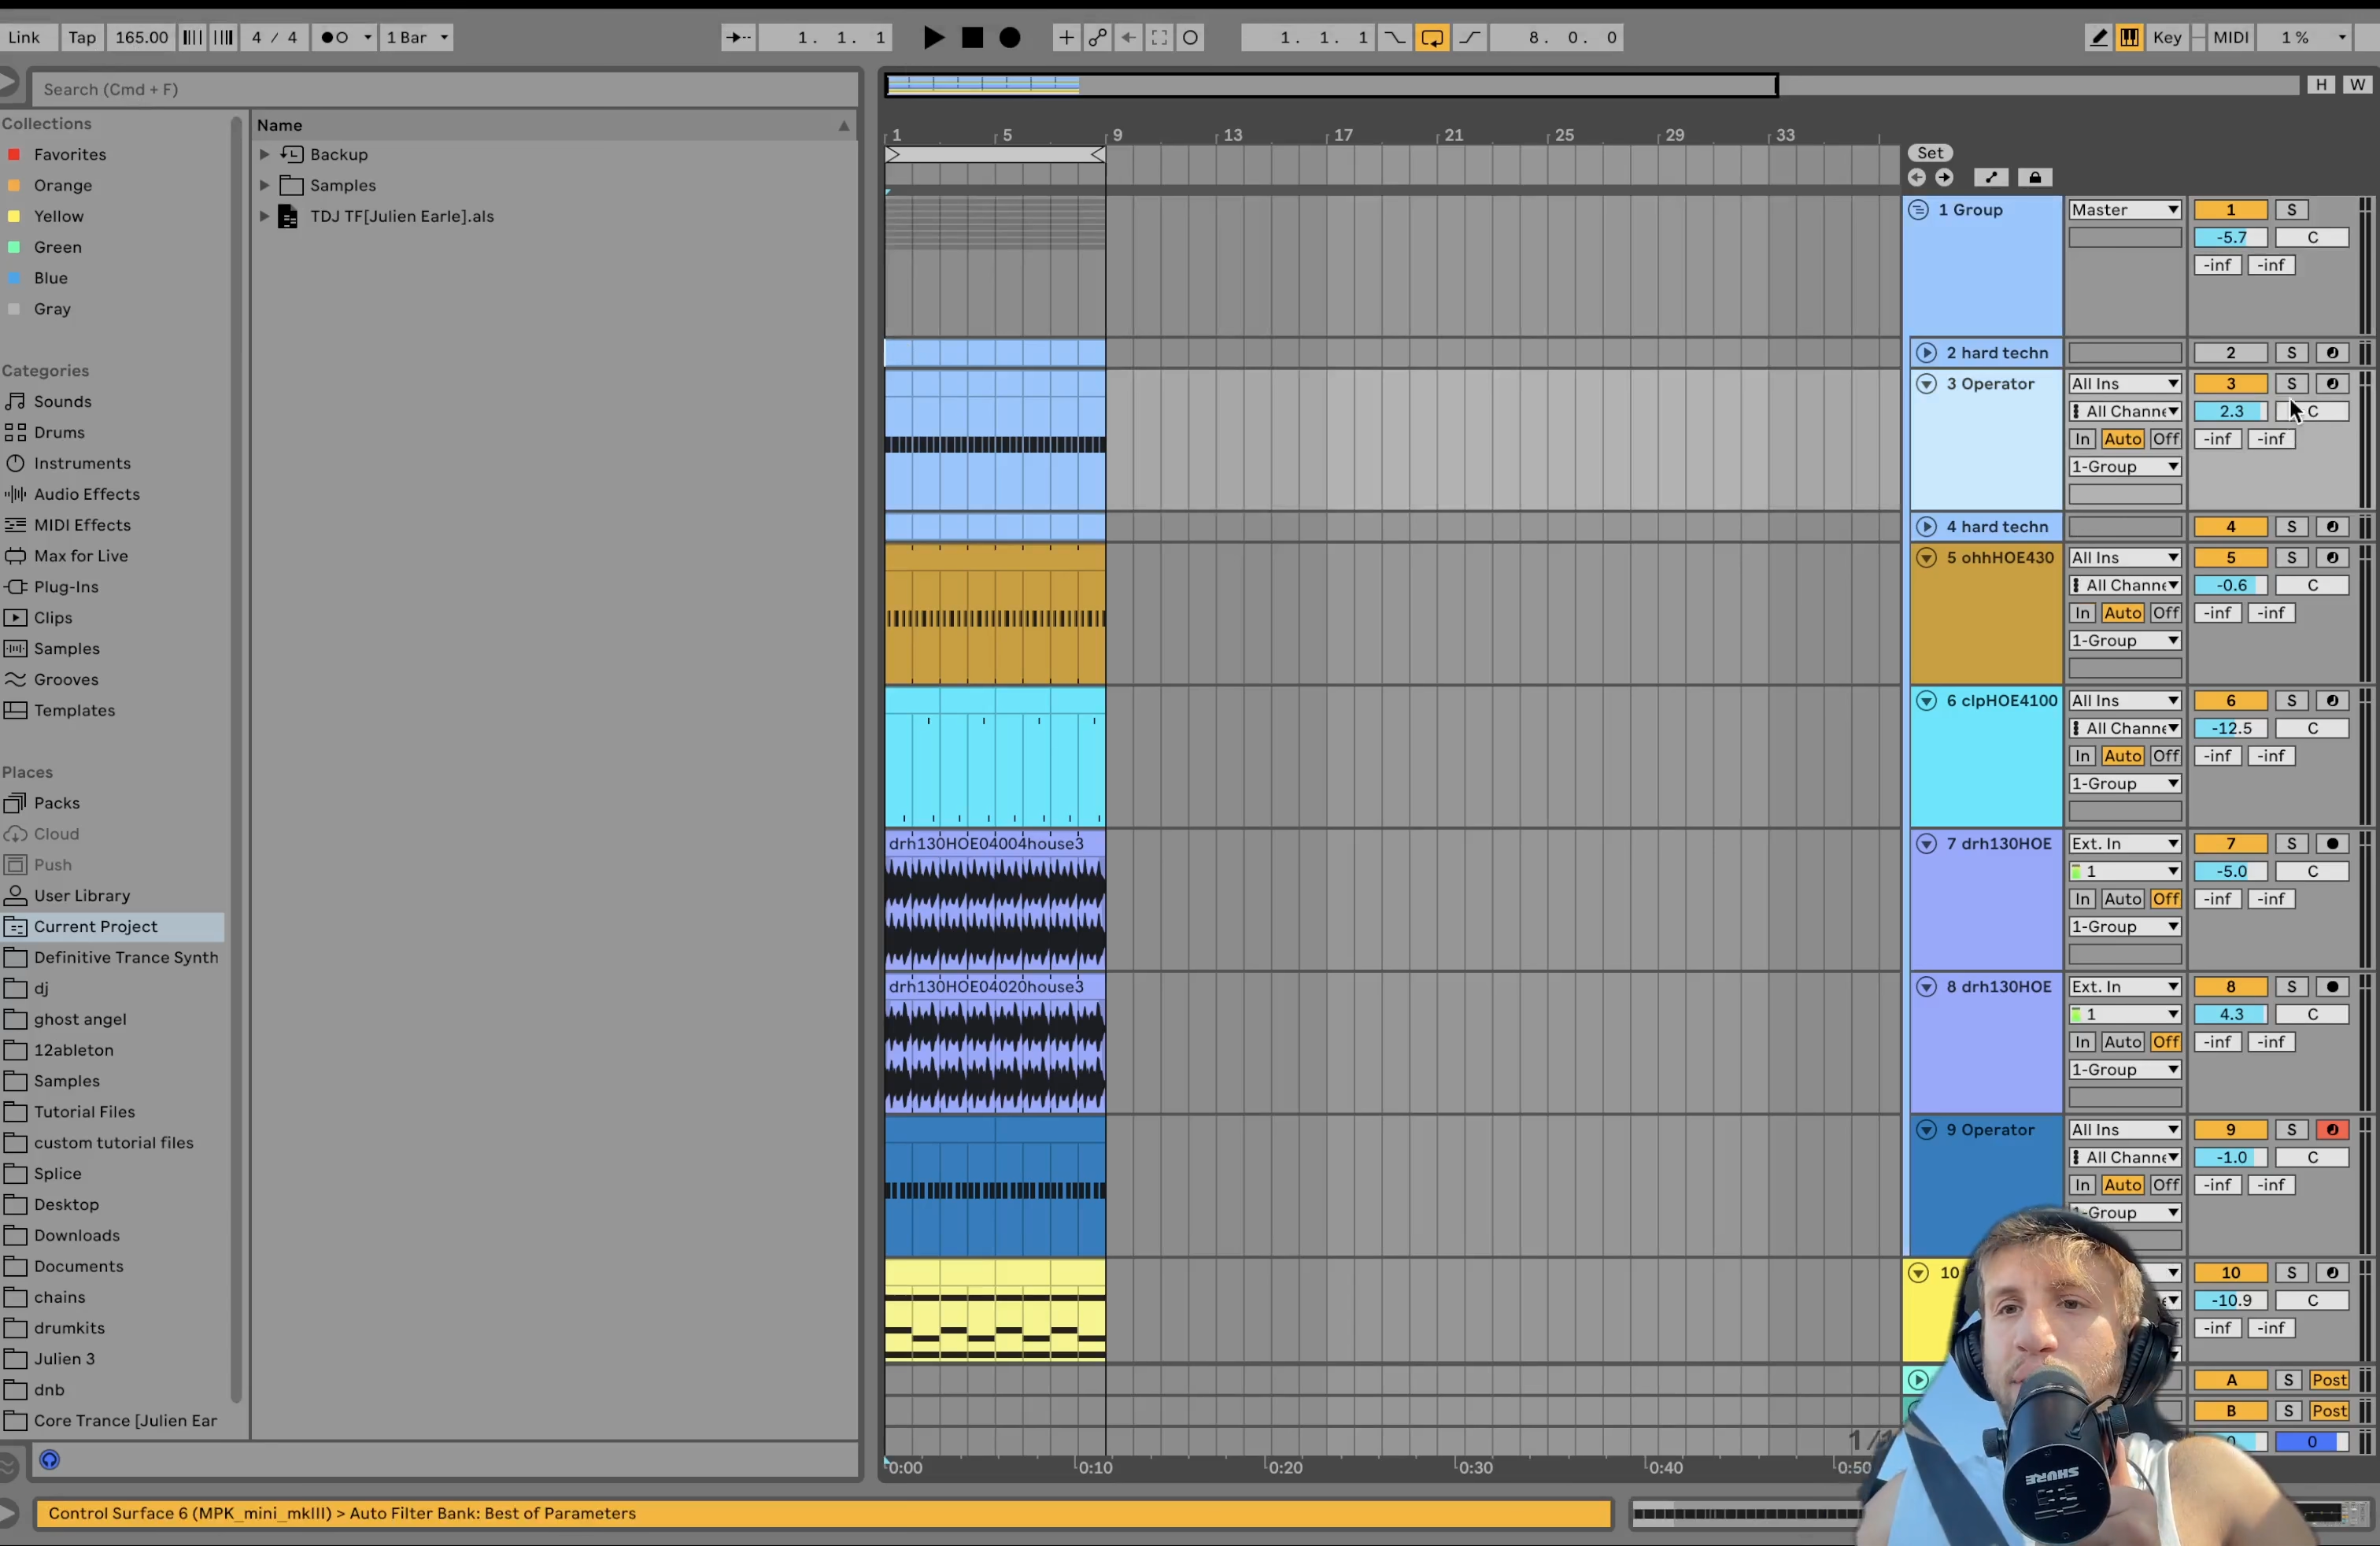 Link Tap 165.00 4 / 4 1 Bar 1. 1. 1 1. 1. 1 8. 0. 0 Key MIDI 1 %
Search (Cmd + F)
H W
Collections
Favorites
Orange
Yellow
Green
Blue
Gray
Categories
Sounds
Drums
Instruments
Audio Effects
MIDI Effects
Max for Live
Plug-Ins
Clips
Samples
Grooves
Templates
Places
Packs
Cloud
Push
User Library
Current Project
Definitive Trance Synth
dj
ghost angel
12ableton
Samples
Tutorial Files
custom tutorial files
Splice
Desktop
Downloads
Documents
chains
drumkits
Julien 3
dnb
Core Trance [Julien Ear
Name
Backup
Samples
TDJ TF[Julien Earle].als
1 5 9 13 17 21 25 29 33
Set
1 Group Master 1 S
-5.7 C
-inf -inf
2 hard techn 2 S
3 Operator All Ins 3 S
All Channe 2.3 C
In Auto Off -inf -inf
1-Group
4 hard techn 4 S
5 ohhHOE430 All Ins 5 S
All Channe -0.6 C
In Auto Off -inf -inf
1-Group
6 clpHOE4100 All Ins 6 S
All Channe -12.5 C
In Auto Off -inf -inf
1-Group
drh130HOE04004house3 7 drh130HOE Ext. In 7 S
1 -5.0 C
In Auto Off -inf -inf
1-Group
drh130HOE04020house3 8 drh130HOE Ext. In 8 S
1 4.3 C
In Auto Off -inf -inf
1-Group
9 Operator All Ins 9 S
All Channe -1.0 C
In Auto Off -inf -inf
1-Group
10 10 S
-10.9 C
-inf -inf
A S Post
B S Post
1/1 0 0
0:00 0:10 0:20 0:30 0:40 0:50
Control Surface 6 (MPK_mini_mkIII) > Auto Filter Bank: Best of Parameters
SHURE